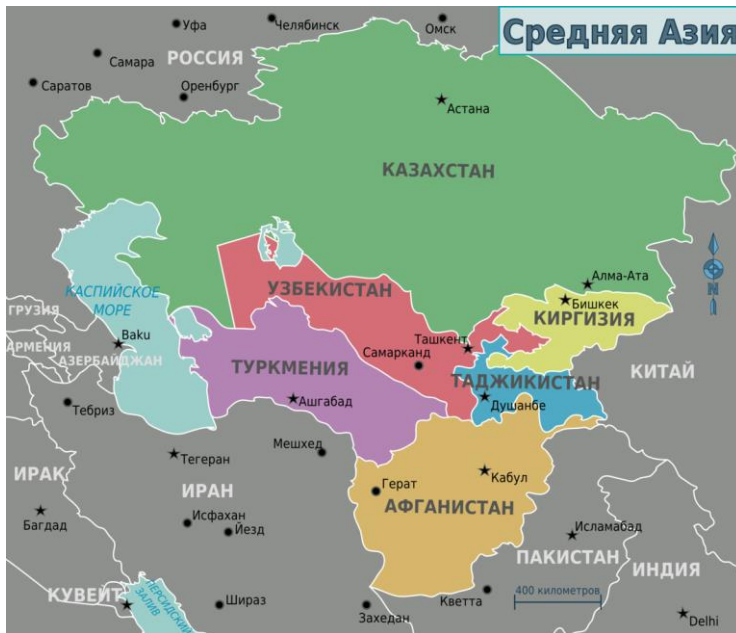 Средняя Азия
Уфа
Челябинск
Омск
Самара
РОССИЯ
Саратов
Оренбург
Астана
КАЗАХСТАН
КАСПИЙСКОЕ
МОРЕ
УЗБЕКИСТАН
Алма-Ата
N
Бишкек
ГРУЗИЯ
КИРГИЗИЯ
Baku
Ташкент
АРМЕНИЯ
АЗЕРБАЙДЖАН
ТУРКМЕНИЯ
Самарканд
КИТАЙ
ТАДЖИКИСТАН
Ашгабад
Душанбе
Тебриз
Мешхед
Тегеран
ИРАК
ИРАН
Герат
Кабул
АФГАНИСТАН
Багдад
Исфахан
Йезд
Исламабад
ПАКИСТАН
ИНДИЯ
КУВЕЙТ
ПЕРСИДСКИЙ
ЗАЛИВ
Шираз
Захедан
Кветта
400 километров
Delhi